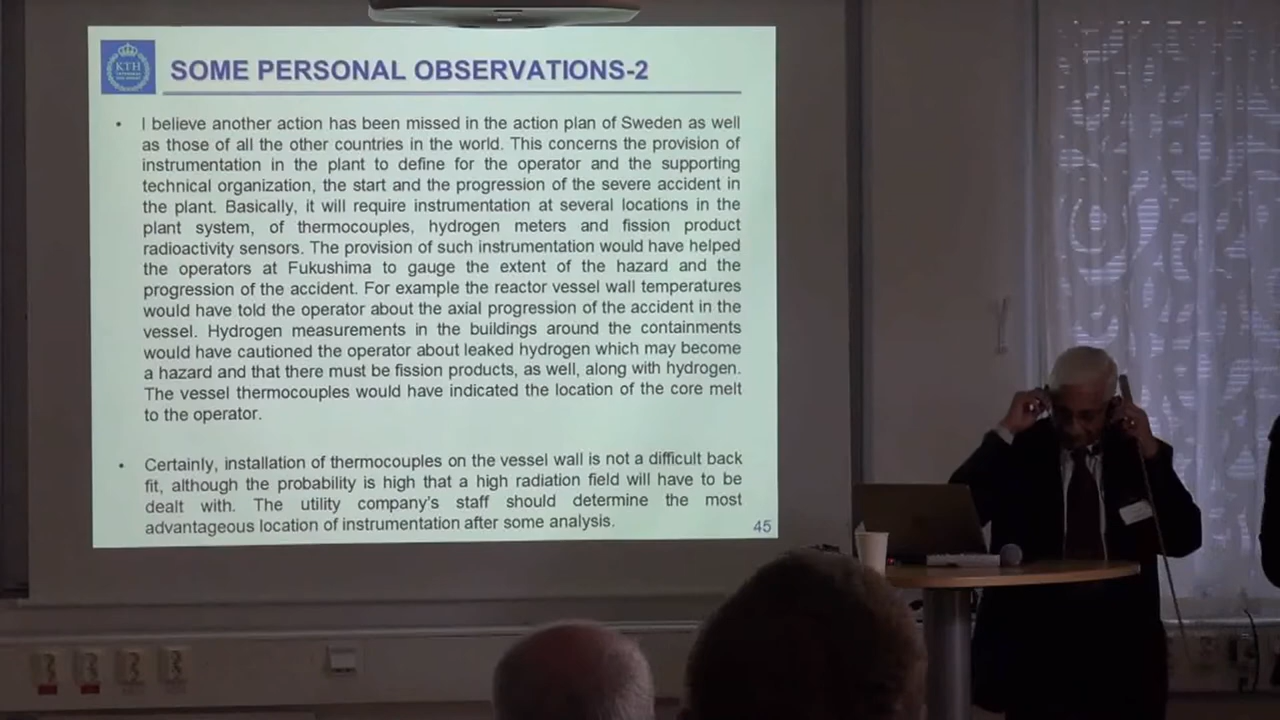 KTH
SOME PERSONAL OBSERVATIONS-2
• I believe another action has been missed in the action plan of Sweden as well
as those of all the other countries in the world. This concerns the provision of
instrumentation in the plant to define for the operator and the supporting
technical organization, the start and the progression of the severe accident in
the plant. Basically, it will require instrumentation at several locations in the
plant system, of thermocouples, hydrogen meters and fission product
radioactivity sensors. The provision of such instrumentation would have helped
the operators at Fukushima to gauge the extent of the hazard and the
progression of the accident. For example the reactor vessel wall temperatures
would have told the operator about the axial progression of the accident in the
vessel. Hydrogen measurements in the buildings around the containments
would have cautioned the operator about leaked hydrogen which may become
a hazard and that there must be fission products, as well, along with hydrogen.
The vessel thermocouples would have indicated the location of the core melt
to the operator.
• Certainly, installation of thermocouples on the vessel wall is not a difficult back
fit, although the probability is high that a high radiation field will have to be
dealt with. The utility company's staff should determine the most
advantageous location of instrumentation after some analysis.
45